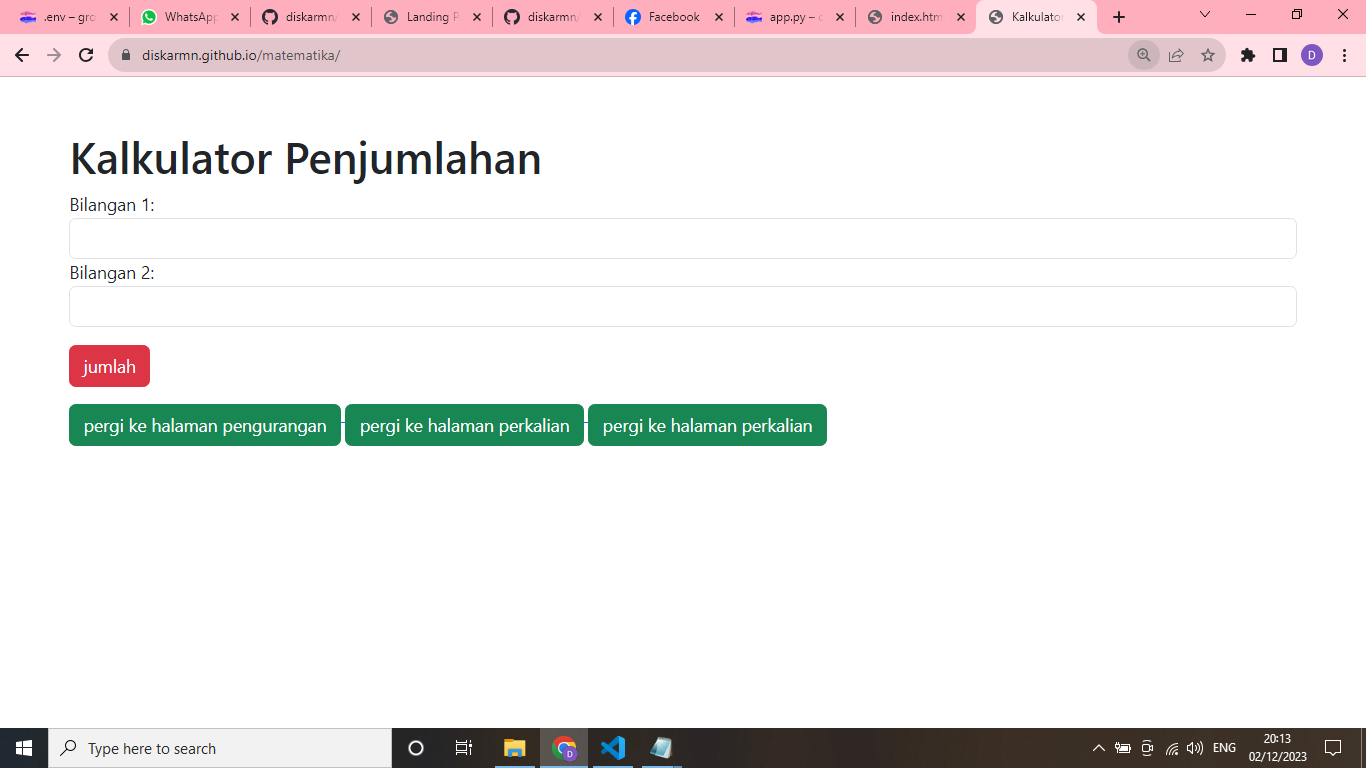 .env – gro
WhatsApp
diskarmn/
Landing P
diskarmn/
Facebook
app.py – c
index.htm
Kalkulator
diskarmn.github.io/matematika/
D
Kalkulator Penjumlahan
Bilangan 1:
Bilangan 2:
jumlah
pergi ke halaman pengurangan pergi ke halaman perkalian pergi ke halaman perkalian
Type here to search
D
ENG
20:13
02/12/2023